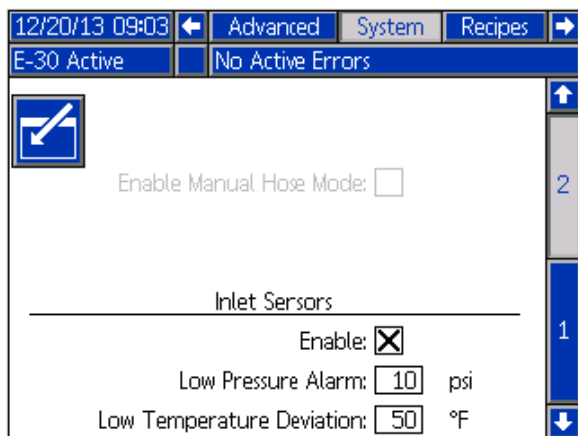 12/20/13 09:03 Advanced System Recipes
E-30 Active No Active Errors
Enable Manual Hose Mode:
2
Inlet Sersors
Enable:
1
Low Pressure Alarm: 10 psi
Low Temperature Deviation: 50 °F